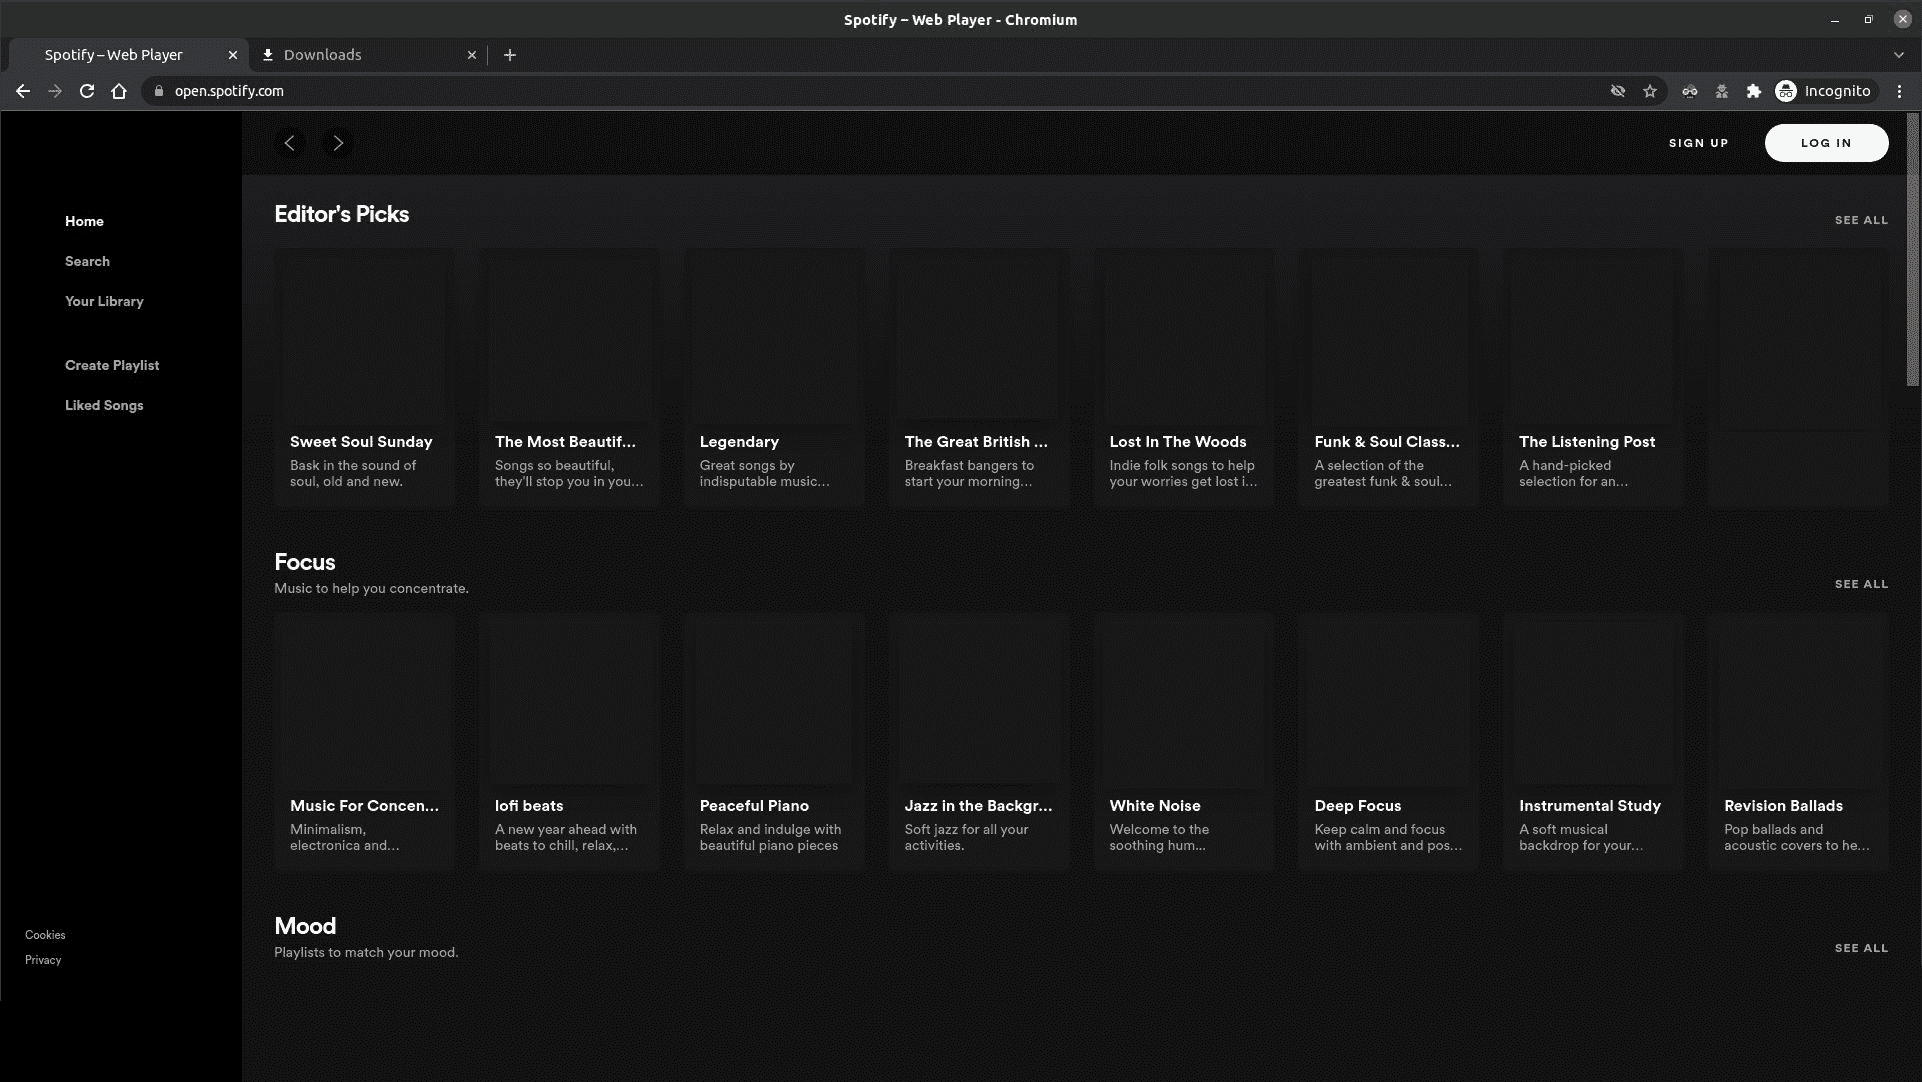 Spotify – Web Player - Chromium
Spotify – Web Player
Downloads
open.spotify.com
Incognito
SIGN UP
LOG IN
Home
Search
Your Library
Create Playlist
Liked Songs
Cookies
Privacy
Editor's Picks
SEE ALL
Sweet Soul Sunday
Bask in the sound of
soul, old and new.
The Most Beautif...
Songs so beautiful,
they'll stop you in you...
Legendary
Great songs by
indisputable music...
The Great British ...
Breakfast bangers to
start your morning...
Lost In The Woods
Indie folk songs to help
your worries get lost i...
Funk & Soul Class...
A selection of the
greatest funk & soul...
The Listening Post
A hand-picked
selection for an...
Focus
Music to help you concentrate.
SEE ALL
Music For Concen...
Minimalism,
electronica and...
lofi beats
A new year ahead with
beats to chill, relax,...
Peaceful Piano
Relax and indulge with
beautiful piano pieces
Jazz in the Backgr...
Soft jazz for all your
activities.
White Noise
Welcome to the
soothing hum...
Deep Focus
Keep calm and focus
with ambient and pos...
Instrumental Study
A soft musical
backdrop for your...
Revision Ballads
Pop ballads and
acoustic covers to he...
Mood
Playlists to match your mood.
SEE ALL